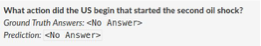 What action did the US begin that started the second oil shock?
Ground Truth Answers: <No Answer>
Prediction: <No Answer>